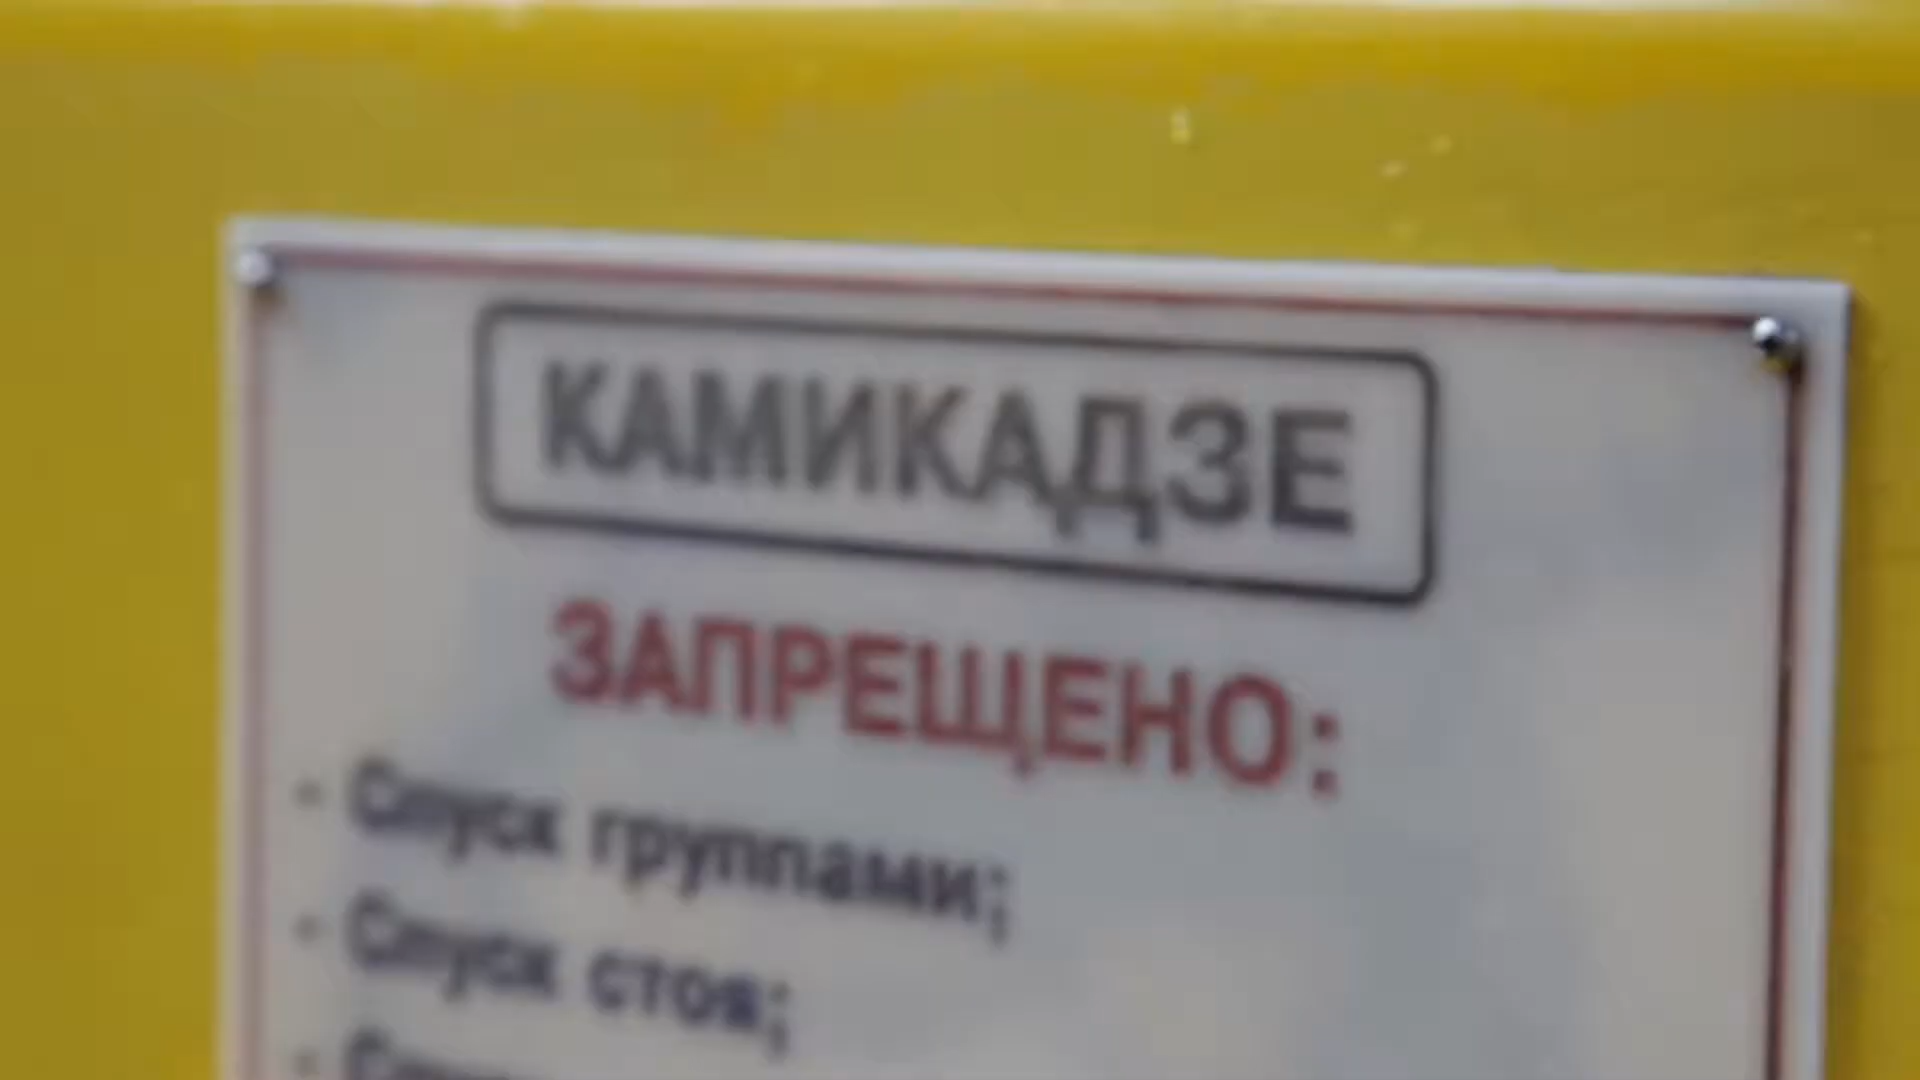 КАМИКАДЗЕ
ЗАПРЕЩЕНО:
- Спуск группами;
- Спуск стоя;
-